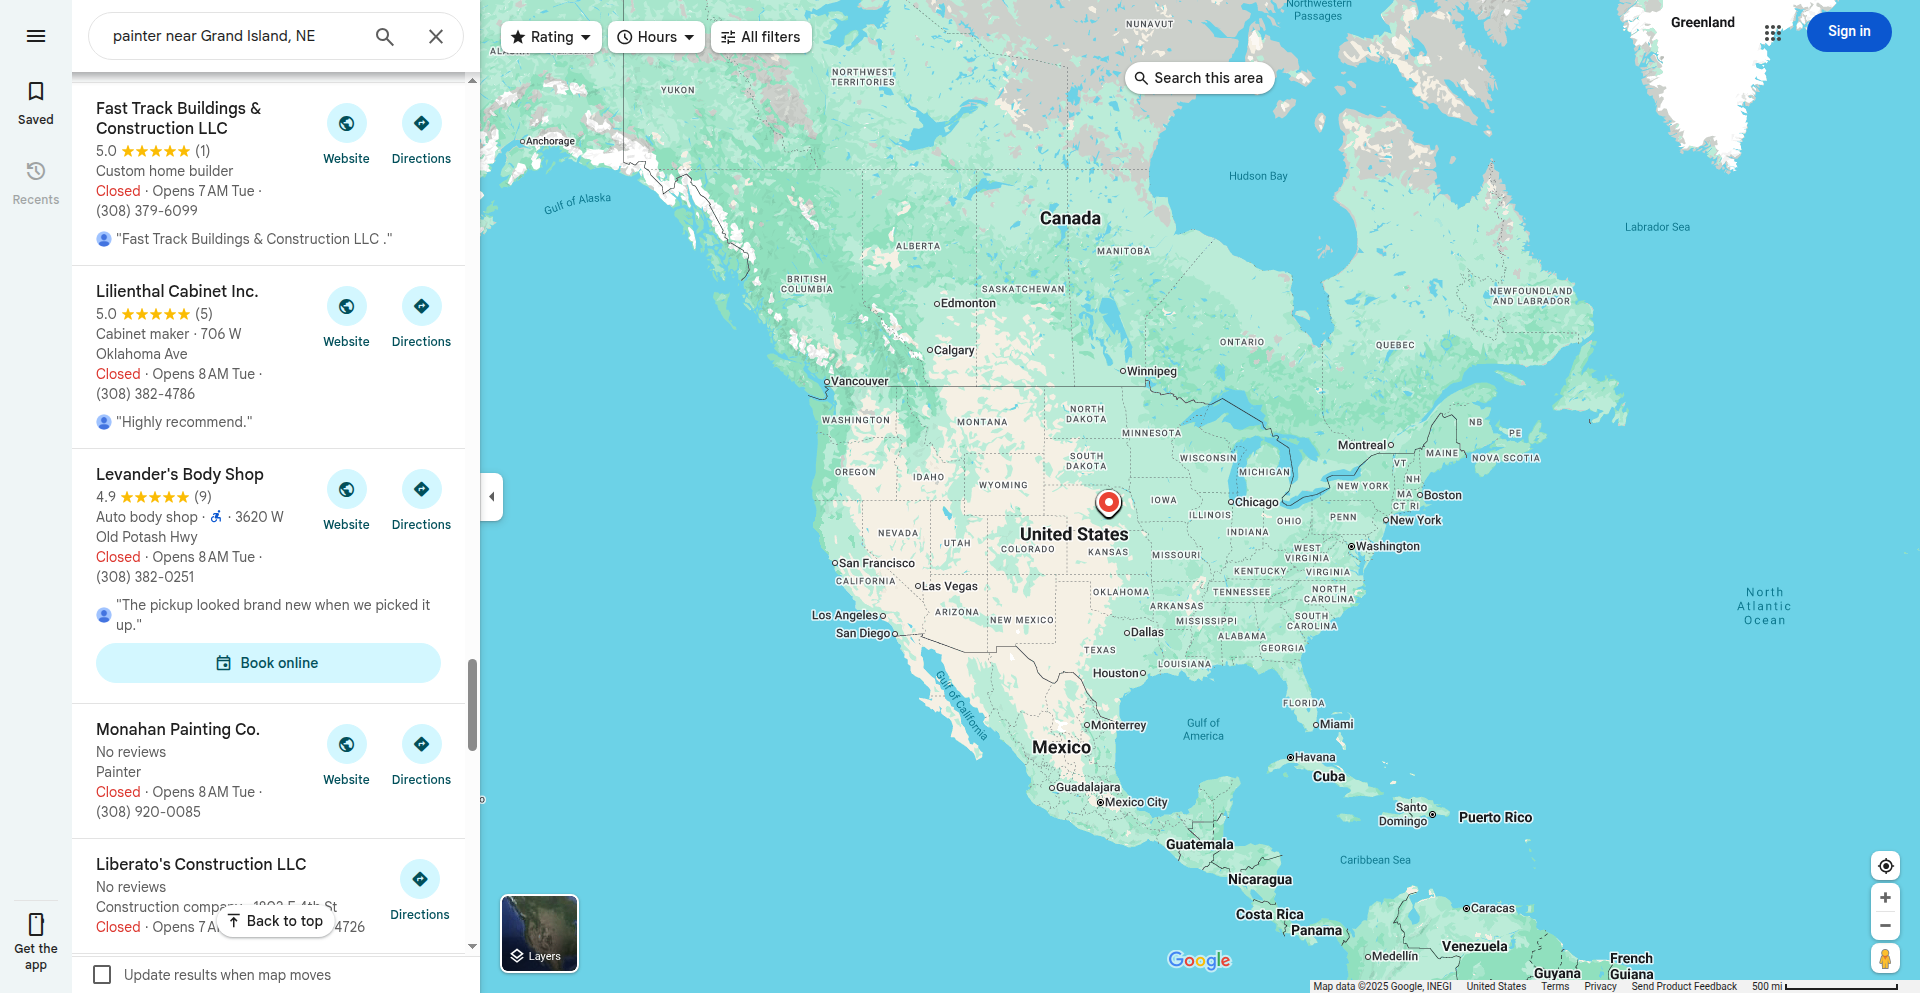 painter near Grand Island, NE
Saved
Recents
Get the
app
Fast Track Buildings &
Construction LLC
5.0 (1)
Custom home builder
Closed · Opens 7 AM Tue ·
(308) 379-6099
"Fast Track Buildings & Construction LLC ."
Website
Directions
Lilienthal Cabinet Inc.
5.0 (5)
Cabinet maker · 706 W
Oklahoma Ave
Closed · Opens 8 AM Tue ·
(308) 382-4786
"Highly recommend."
Website
Directions
Levander's Body Shop
4.9 (9)
Auto body shop · · 3620 W
Old Potash Hwy
Closed · Opens 8 AM Tue ·
(308) 382-0251
"The pickup looked brand new when we picked it
up."
Website
Directions
Book online
Monahan Painting Co.
No reviews
Painter
Closed · Opens 8 AM Tue ·
(308) 920-0085
Website
Directions
Liberato's Construction LLC
No reviews
Construction company
Closed · Opens 7
4726
Directions
Back to top
Update results when map moves
Rating
Hours
All filters
Search this area
Sign in
Greenland
Northwestern
Passages
NUNAVUT
NORTHWEST
TERRITORIES
YUKON
Anchorage
Gulf of Alaska
Hudson Bay
Canada
Labrador Sea
ALBERTA
MANITOBA
BRITISH
COLUMBIA
SASKATCHEWAN
NEWFOUNDLAND
AND LABRADOR
Edmonton
Calgary
ONTARIO
QUEBEC
Vancouver
Winnipeg
WASHINGTON
MONTANA
NORTH
DAKOTA
MINNESOTA
NB
PE
Montreal
MAINE
NOVA SCOTIA
OREGON
IDAHO
SOUTH
DAKOTA
WISCONSIN
MICHIGAN
VT
NH
WYOMING
NEW YORK
MA
Boston
CT RI
IOWA
Chicago
ILLINOIS
OHIO
PENN
New York
United States
NEVADA
UTAH
COLORADO
KANSAS
MISSOURI
INDIANA
WEST
VIRGINIA
Washington
San Francisco
CALIFORNIA
Las Vegas
KENTUCKY
VIRGINIA
OKLAHOMA
TENNESSEE
NORTH
CAROLINA
ARIZONA
NEW MEXICO
ARKANSAS
MISSISSIPPI
SOUTH
CAROLINA
Los Angeles
San Diego
Dallas
ALABAMA
GEORGIA
TEXAS
LOUISIANA
Houston
Gulf of California
FLORIDA
Miami
Monterrey
Gulf of
America
Mexico
Havana
Cuba
Guadalajara
Mexico City
Santo
Domingo
Puerto Rico
Guatemala
Caribbean Sea
Nicaragua
Costa Rica
Caracas
Panama
Venezuela
Medellín
Guyana
French
Guiana
North
Atlantic
Ocean
Layers
Google
Map data ©2025 Google, INEGI
United States
Terms
Privacy
Send Product Feedback
500 mi